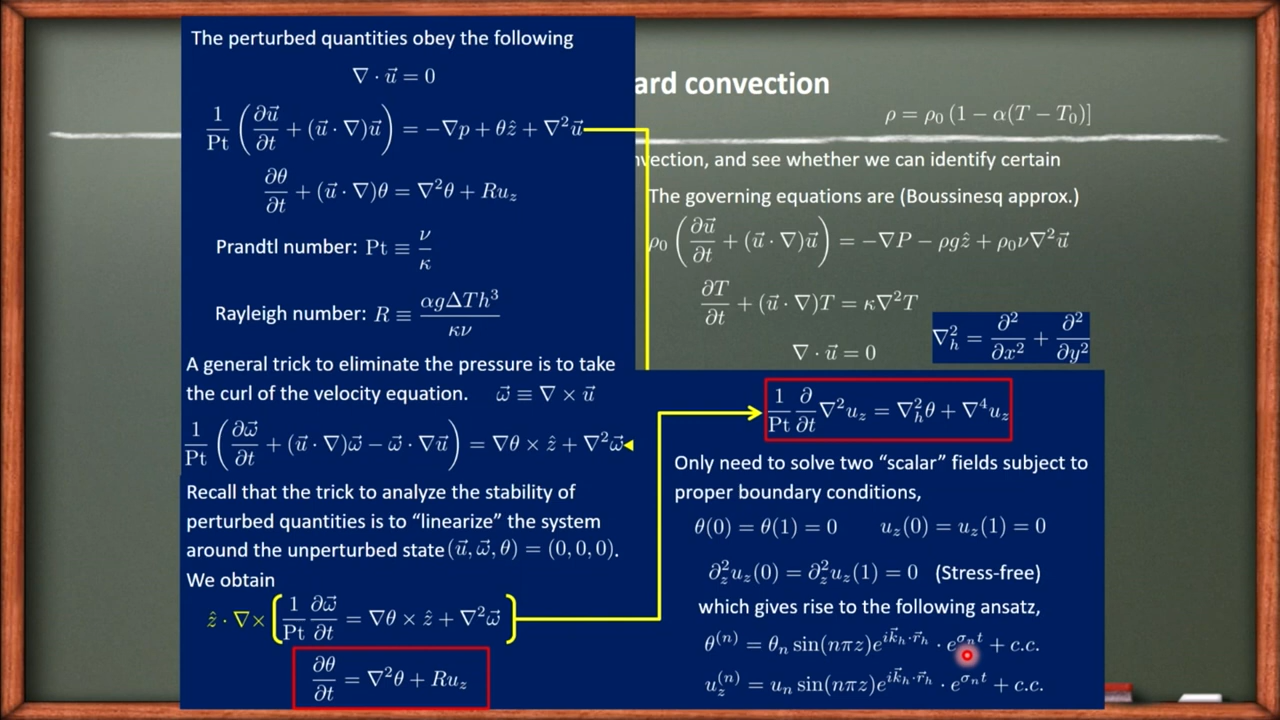 The perturbed quantities obey the following
∇ · u⃗ = 0
1/Pt (∂u⃗/∂t + (u⃗ · ∇)u⃗) = −∇p + θẑ + ∇²u⃗
∂θ/∂t + (u⃗ · ∇)θ = ∇²θ + Ru_z
Prandtl number: Pt ≡ ν/κ
Rayleigh number: R ≡ αgΔTh³/κν
A general trick to eliminate the pressure is to take
the curl of the velocity equation. ω⃗ ≡ ∇ × u⃗
1/Pt (∂ω⃗/∂t + (u⃗ · ∇)ω⃗ − ω⃗ · ∇u⃗) = ∇θ × ẑ + ∇²ω⃗
Recall that the trick to analyze the stability of
perturbed quantities is to “linearize” the system
around the unperturbed state (u⃗, ω⃗, θ) = (0, 0, 0).
We obtain
ẑ · ∇× [1/Pt ∂ω⃗/∂t = ∇θ × ẑ + ∇²ω⃗]
∂θ/∂t = ∇²θ + Ru_z
ard convection
ρ = ρ₀ (1 − α(T − T₀)]
nvection, and see whether we can identify certain
The governing equations are (Boussinesq approx.)
ρ₀ (∂u⃗/∂t + (u⃗ · ∇)u⃗) = −∇P − ρgẑ + ρ₀ν∇²u⃗
∂T/∂t + (u⃗ · ∇)T = κ∇²T
∇ · u⃗ = 0
∇_h² = ∂²/∂x² + ∂²/∂y²
1/Pt ∂/∂t ∇²u_z = ∇_h²θ + ∇⁴u_z
Only need to solve two “scalar” fields subject to
proper boundary conditions,
θ(0) = θ(1) = 0 u_z(0) = u_z(1) = 0
∂_z²u_z(0) = ∂_z²u_z(1) = 0 (Stress-free)
which gives rise to the following ansatz,
θ^(n) = θ_n sin(nπz)e^{ik⃗_h·r⃗_h} · e^{σ_n t} + c.c.
u_z^(n) = u_n sin(nπz)e^{ik⃗_h·r⃗_h} · e^{σ_n t} + c.c.